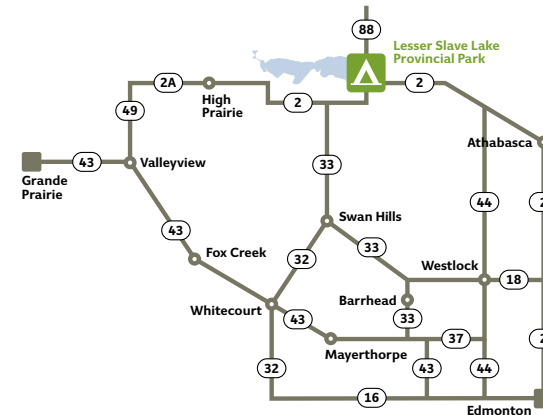 88
Lesser Slave Lake
Provincial Park
2A
2
2
High
Prairie
49
Athabasca
43
Valleyview
33
Grande
Prairie
44
2
Swan Hills
43
33
Fox Creek
32
Westlock
18
Barrhead
Whitecourt
43
33
37
2
Mayerthorpe
32
43
44
16
Edmonton